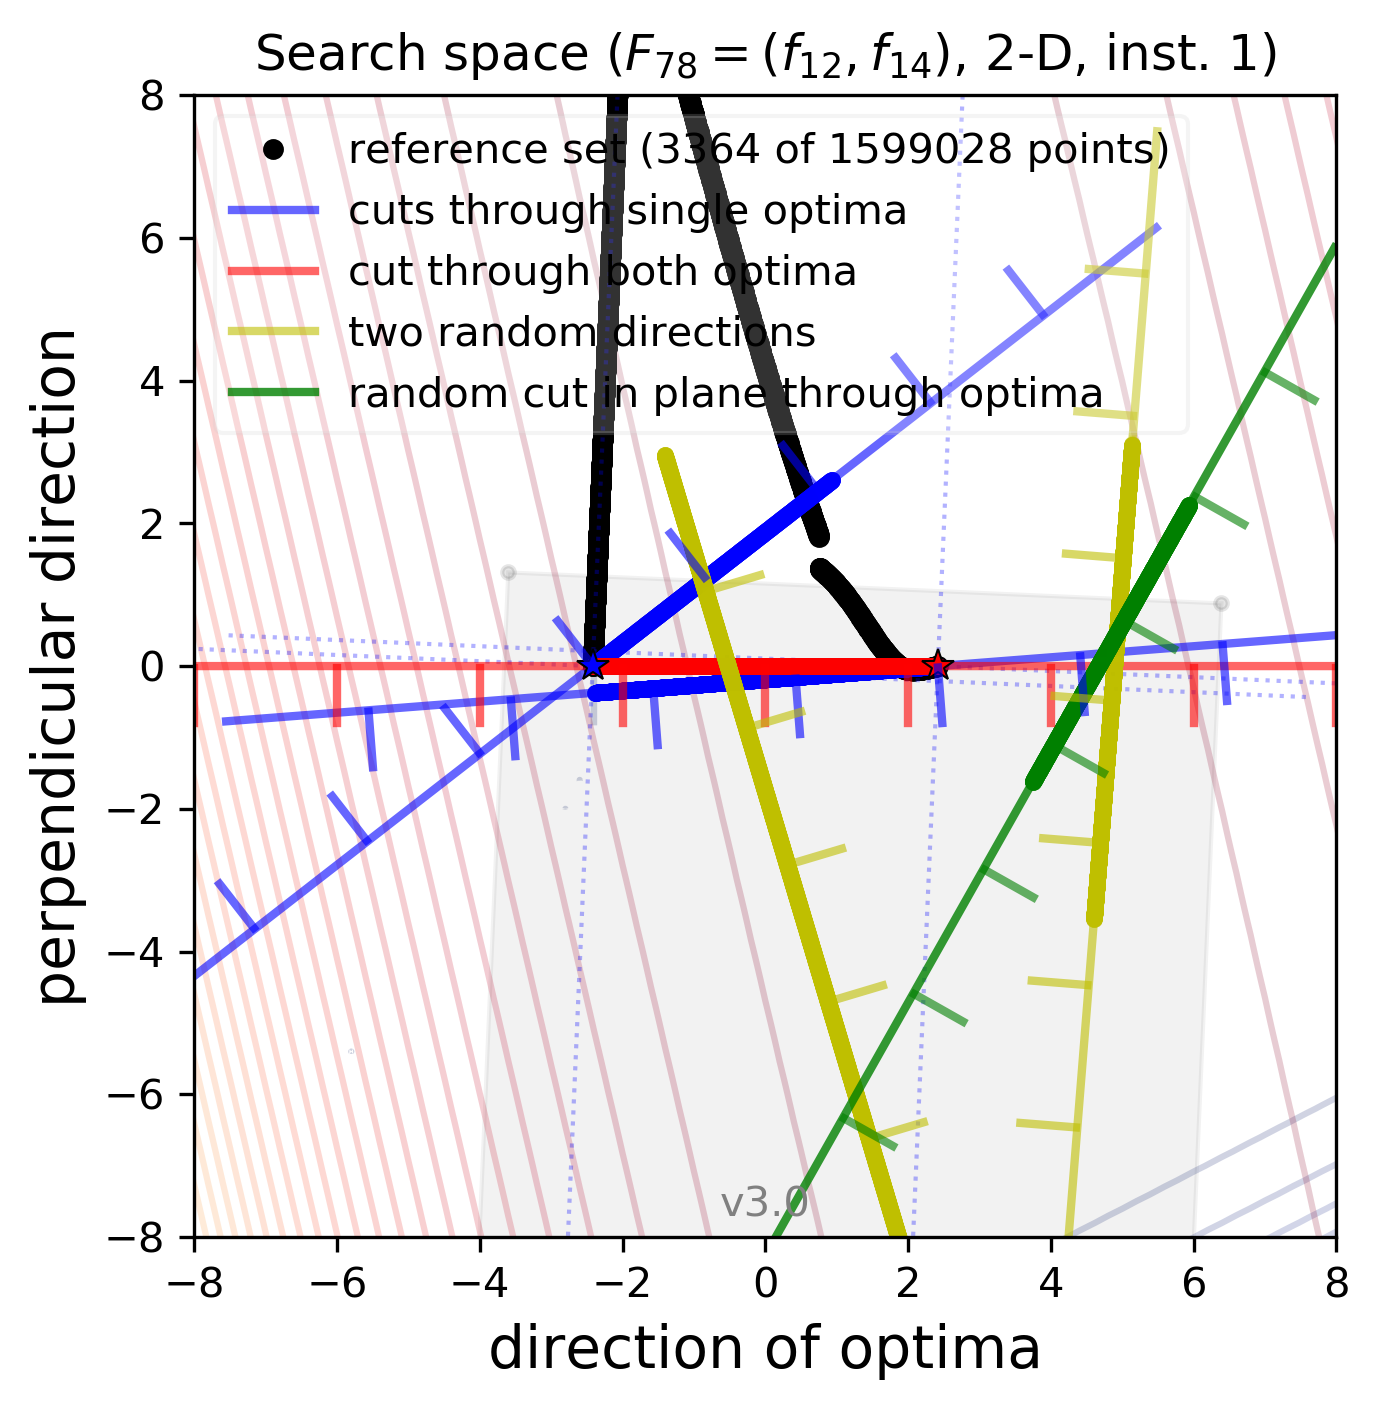 Search space (F78 = (f12, f14), 2-D, inst. 1)
8
6
4
2
0
−2
−4
−6
−8
perpendicular direction
reference set (3364 of 1599028 points)
cuts through single optima
cut through both optima
two random directions
random cut in plane through optima
v3.0
−8 −6 −4 −2 0 2 4 6 8
direction of optima